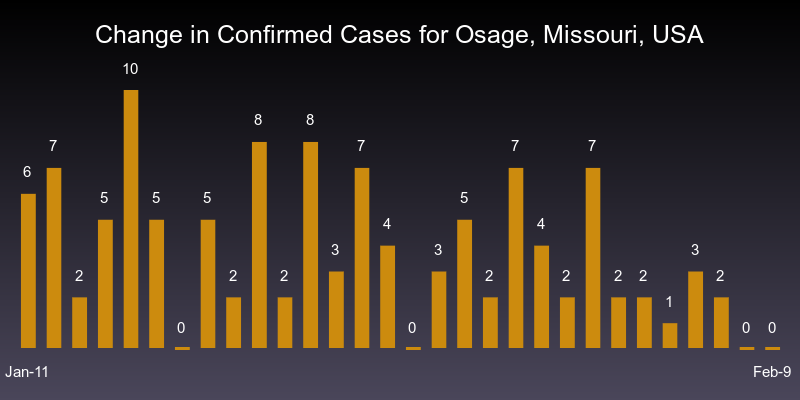 Change in Confirmed Cases for Osage, Missouri, USA
6 7 2 5 10 5 0 5 2 8 2 8 3 7 4 0 3 5 2 7 4 2 7 2 2 1 3 2 0 0
Jan-11 Feb-9